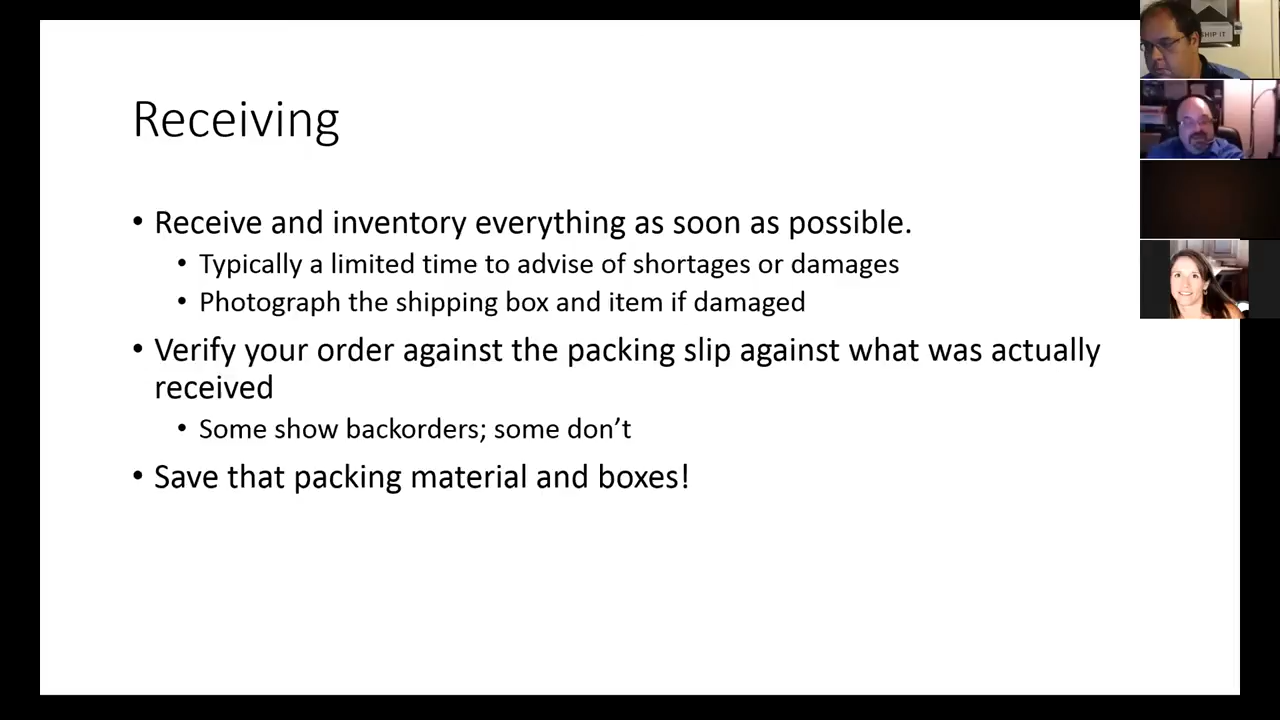 SHIP IT
Receiving
• Receive and inventory everything as soon as possible.
• Typically a limited time to advise of shortages or damages
• Photograph the shipping box and item if damaged
• Verify your order against the packing slip against what was actually
received
• Some show backorders; some don’t
• Save that packing material and boxes!